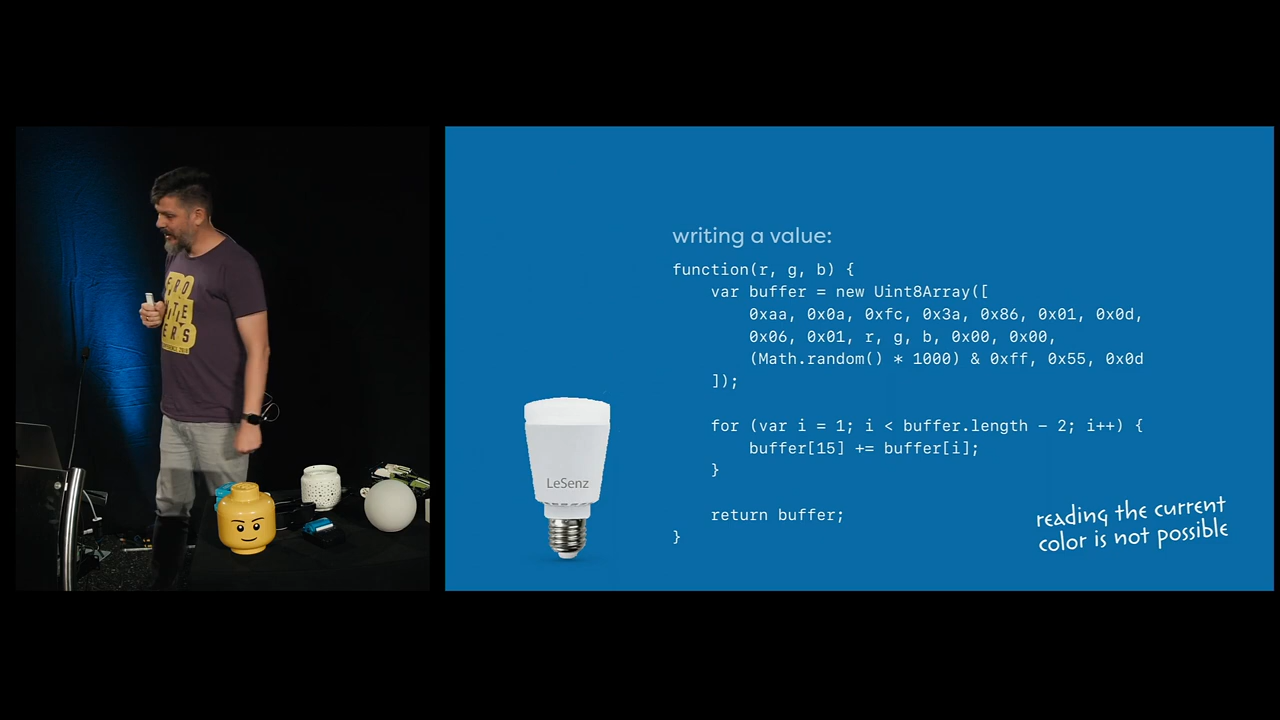 writing a value:
function(r, g, b) {
var buffer = new Uint8Array([
0xaa, 0x0a, 0xfc, 0x3a, 0x86, 0x01, 0x0d,
0x06, 0x01, r, g, b, 0x00, 0x00,
(Math.random() * 1000) & 0xff, 0x55, 0x0d
]);
for (var i = 1; i < buffer.length - 2; i++) {
buffer[15] += buffer[i];
}
return buffer;
}
LeSenz
reading the current
color is not possible